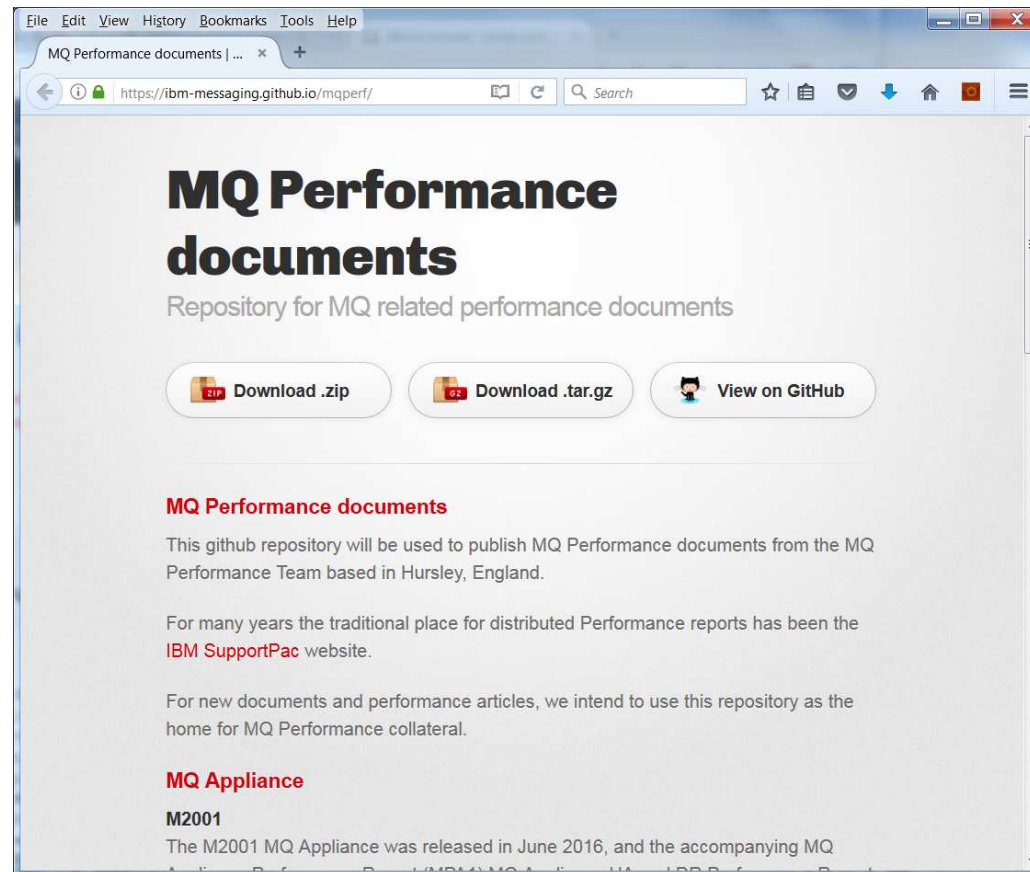 File Edit View History Bookmarks Tools Help
MQ Performance documents | ... × +
https://ibm-messaging.github.io/mqperf/ Search
MQ Performance
documents
Repository for MQ related performance documents
ZIP Download .zip GZ Download .tar.gz View on GitHub
MQ Performance documents
This github repository will be used to publish MQ Performance documents from the MQ
Performance Team based in Hursley, England.
For many years the traditional place for distributed Performance reports has been the
IBM SupportPac website.
For new documents and performance articles, we intend to use this repository as the
home for MQ Performance collateral.
MQ Appliance
M2001
The M2001 MQ Appliance was released in June 2016, and the accompanying MQ